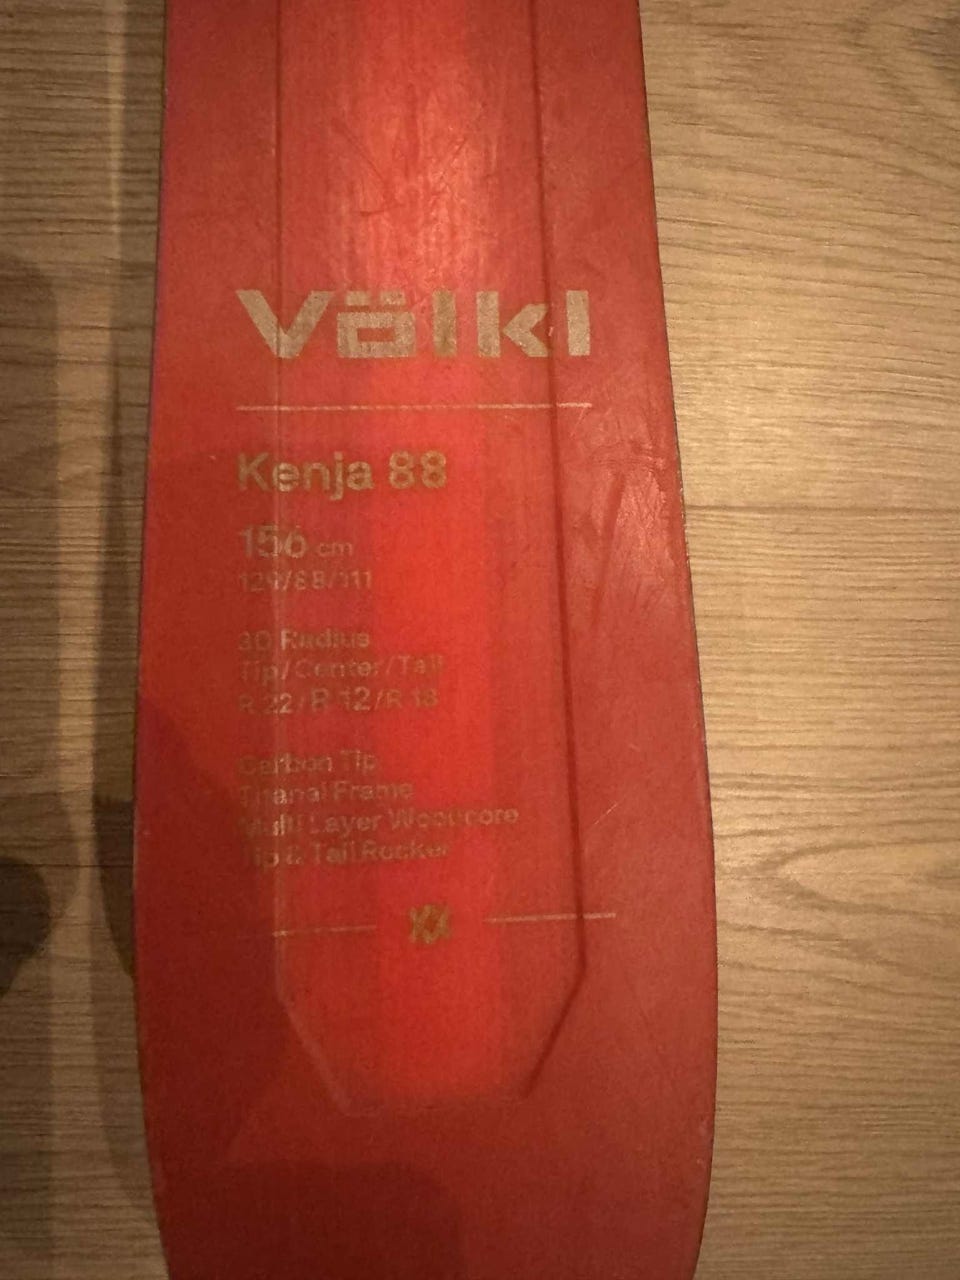 Völkl
Kenja 88
156 cm
129/88/111
3D Radius
Tip/Center/Tail
R 22/R 12/R 18
Carbon Tip
Titanal Frame
Multi Layer Woodcore
Tip & Tail Rocker